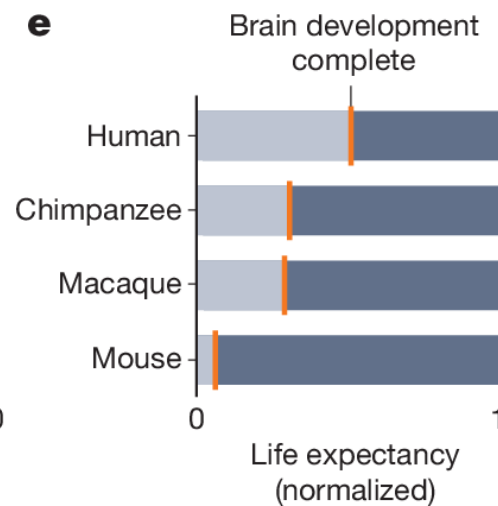 e
Brain development
complete
Human
Chimpanzee
Macaque
Mouse
0
0
1
Life expectancy
(normalized)